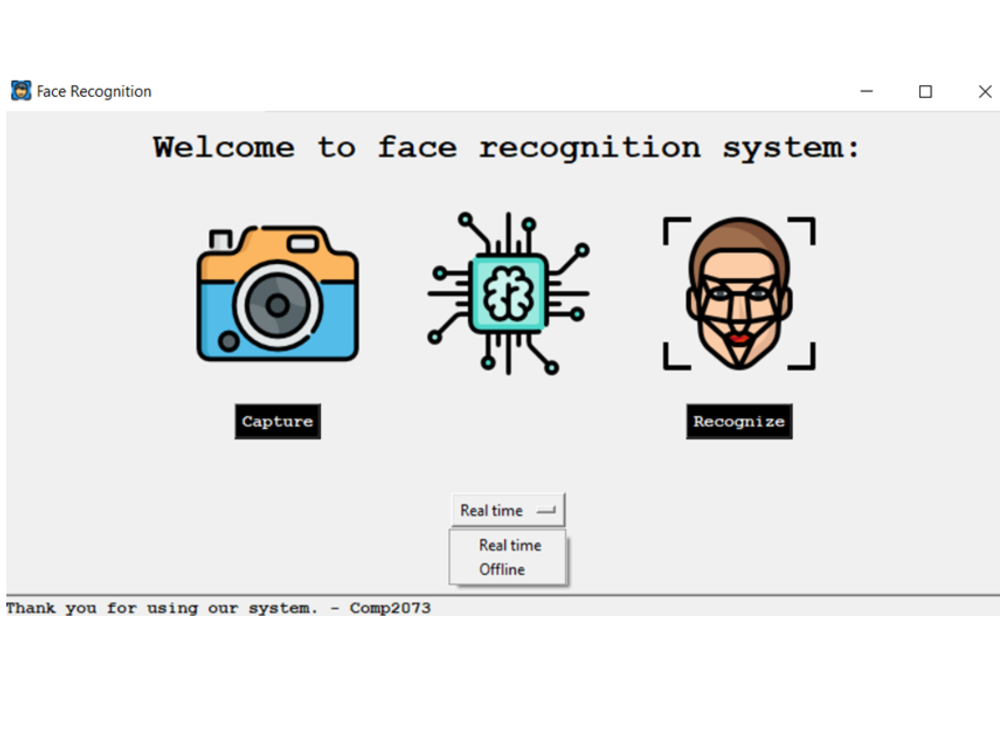 Face Recognition
Welcome to face recognition system:
Capture
Recognize
Real time
Real time
Offline
Thank you for using our system. - Comp2073